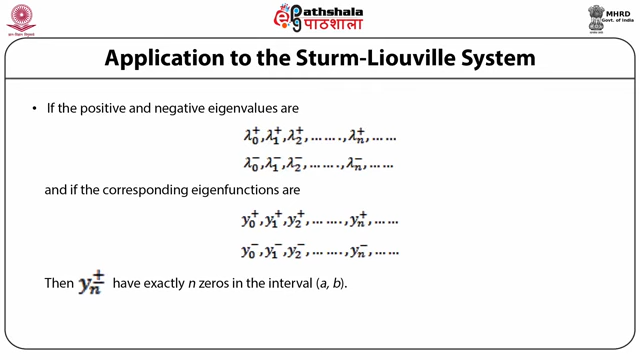 Pathshala
पाठशाला
MHRD
Govt. of India
Application to the Sturm-Liouville System
• If the positive and negative eigenvalues are
λ₀⁺, λ₁⁺, λ₂⁺, ... ... ., λₙ⁺, ... ...
λ₀⁻, λ₁⁻, λ₂⁻, ... ... ., λₙ⁻, ... ...
and if the corresponding eigenfunctions are
y₀⁺, y₁⁺, y₂⁺, ... ... ., yₙ⁺, ... ...
y₀⁻, y₁⁻, y₂⁻, ... ... ., yₙ⁻, ... ...
Then yₙ± have exactly n zeros in the interval (a, b).